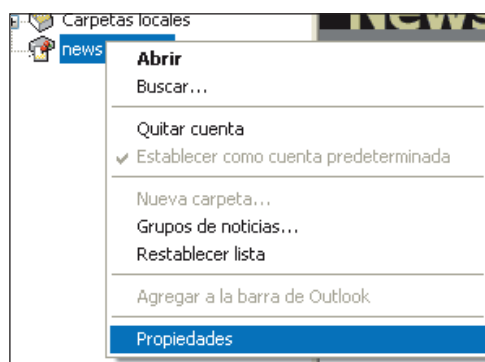 Carpetas locales
News
news
Abrir
Buscar...
Quitar cuenta
Establecer como cuenta predeterminada
Nueva carpeta...
Grupos de noticias...
Restablecer lista
Agregar a la barra de Outlook
Propiedades